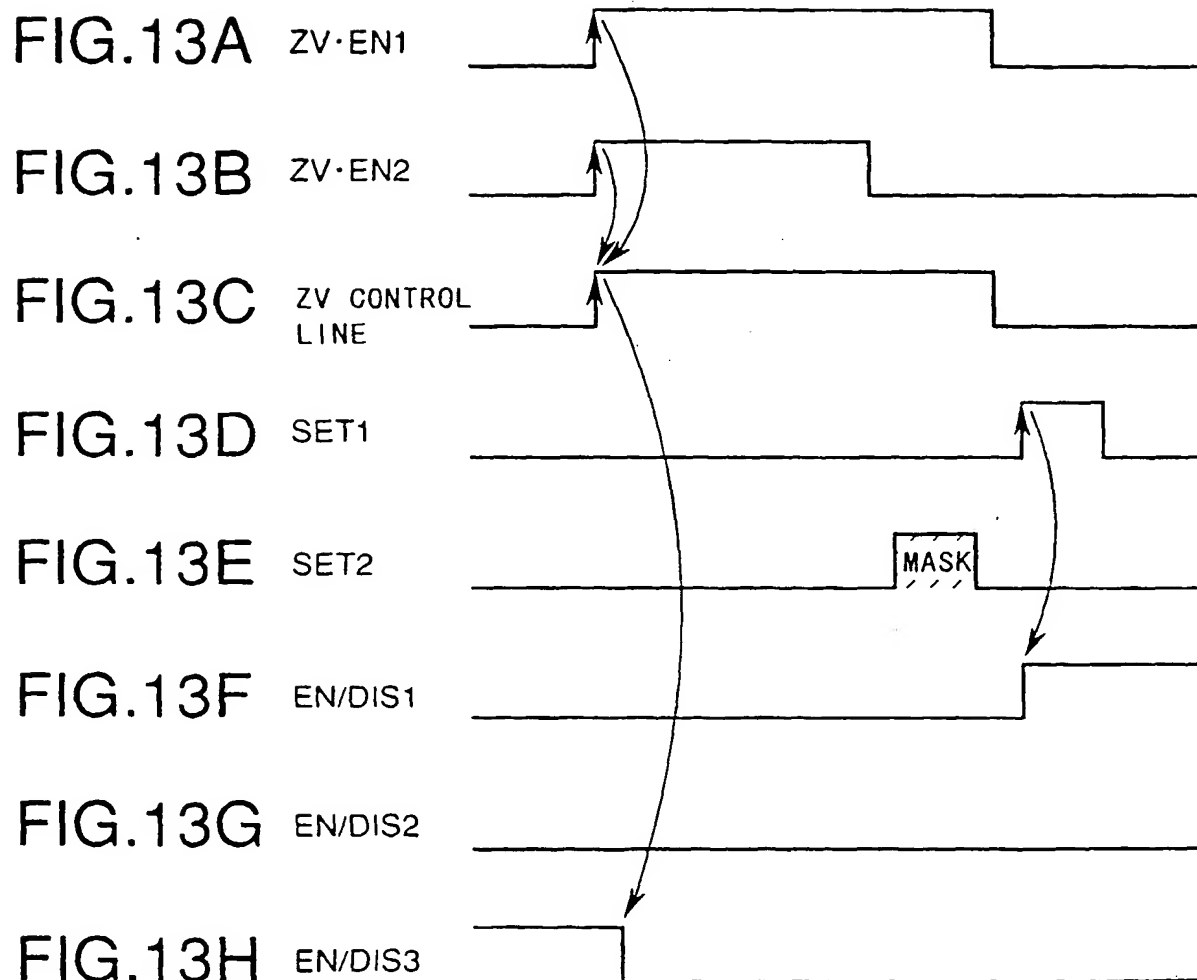 FIG.13A ZV·EN1
FIG.13B ZV·EN2
FIG.13C ZV CONTROL
LINE
FIG.13D SET1
FIG.13E SET2 MASK
FIG.13F EN/DIS1
FIG.13G EN/DIS2
FIG.13H EN/DIS3